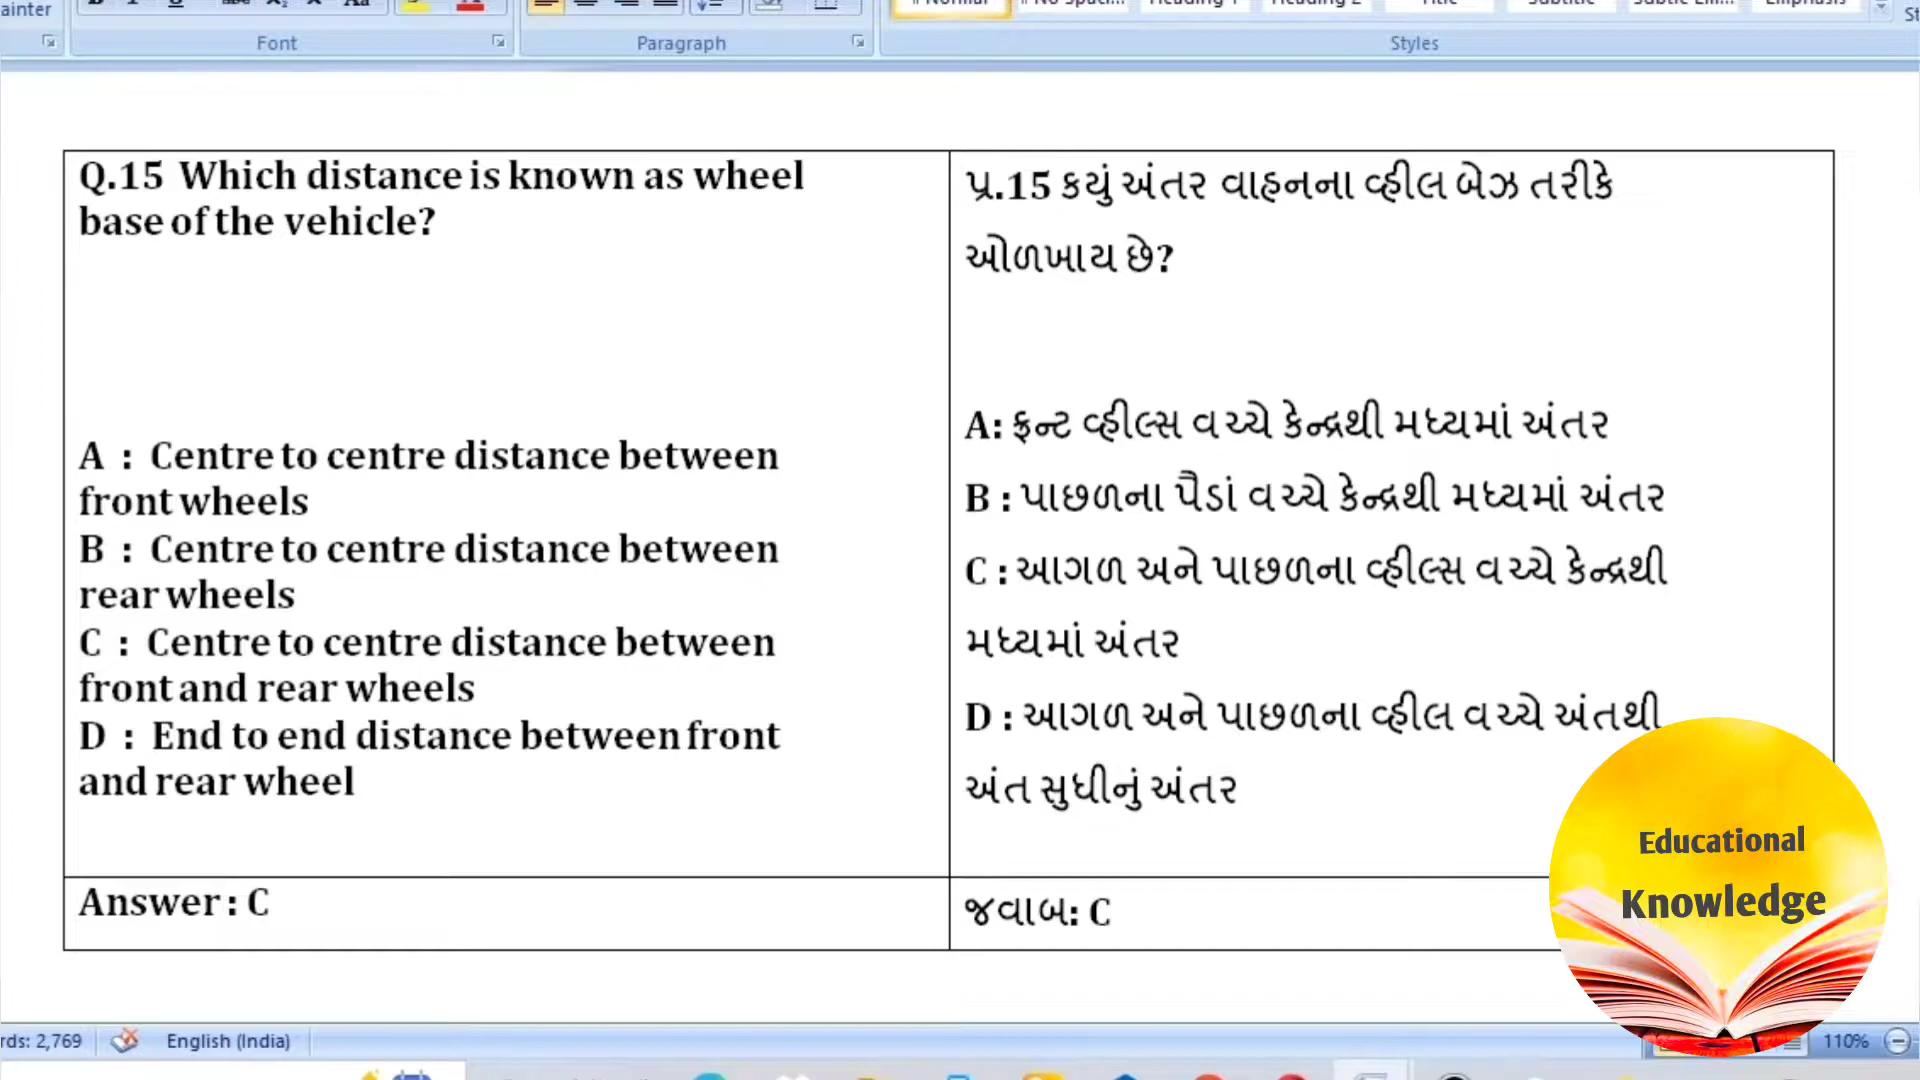 ainter
Font
Paragraph
Styles
Q.15 Which distance is known as wheel
base of the vehicle?
A : Centre to centre distance between
front wheels
B : Centre to centre distance between
rear wheels
C : Centre to centre distance between
front and rear wheels
D : End to end distance between front
and rear wheel
Answer : C
પ્ર.15 કયું અંતર વાહનના વ્હીલ બેઝ તરીકે
ઓળખાય છે?
A: ફ્રન્ટ વ્હીલ્સ વચ્ચે કેન્દ્રથી મધ્યમાં અંતર
B : પાછળના પૈડાં વચ્ચે કેન્દ્રથી મધ્યમાં અંતર
C : આગળ અને પાછળના વ્હીલ્સ વચ્ચે કેન્દ્રથી
મધ્યમાં અંતર
D : આગળ અને પાછળના વ્હીલ વચ્ચે અંતથી
અંત સુધીનું અંતર
જવાબ: C
Educational
Knowledge
rds: 2,769
English (India)
110%